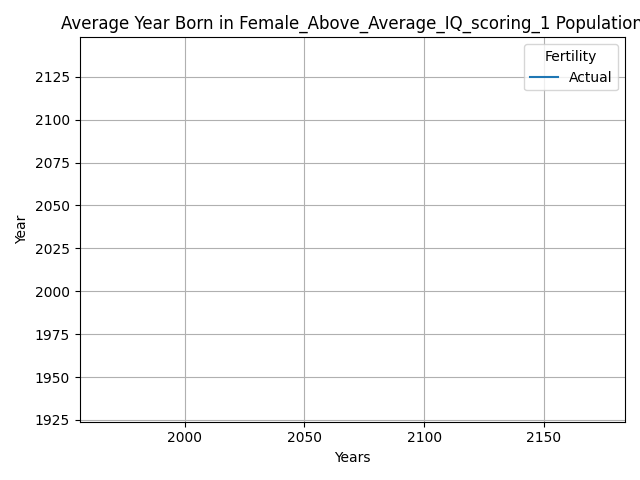 Average Year Born in Female_Above_Average_IQ_scoring_1 Population
Fertility
Actual
2125
2100
2075
2050
2025
2000
1975
1950
1925
Year
2000 2050 2100 2150
Years